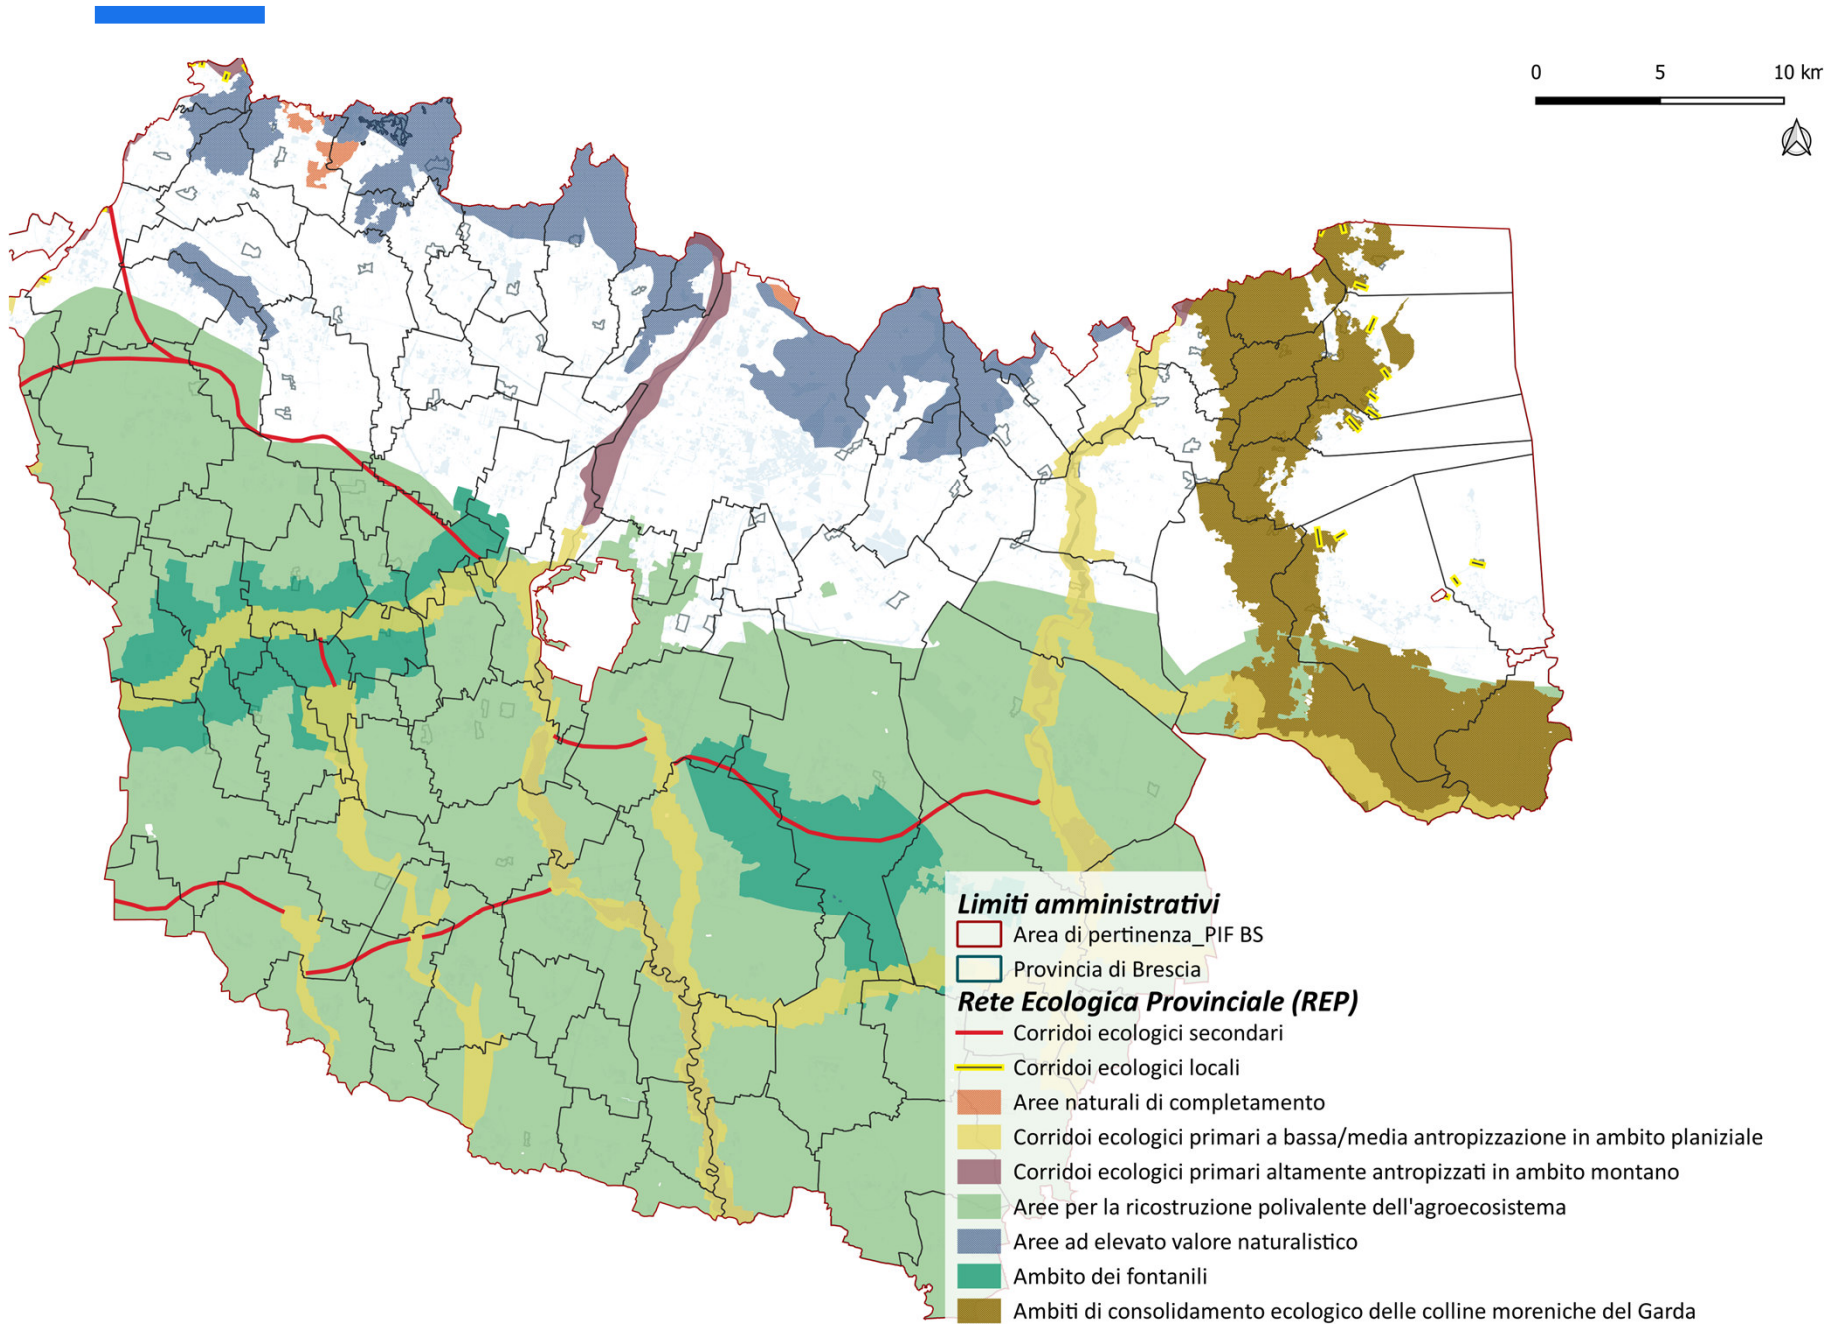 0 5 10 km
Limiti amministrativi
Area di pertinenza_PIF BS
Provincia di Brescia
Rete Ecologica Provinciale (REP)
Corridoi ecologici secondari
Corridoi ecologici locali
Aree naturali di completamento
Corridoi ecologici primari a bassa/media antropizzazione in ambito planiziale
Corridoi ecologici primari altamente antropizzati in ambito montano
Aree per la ricostruzione polivalente dell'agroecosistema
Aree ad elevato valore naturalistico
Ambito dei fontanili
Ambiti di consolidamento ecologico delle colline moreniche del Garda